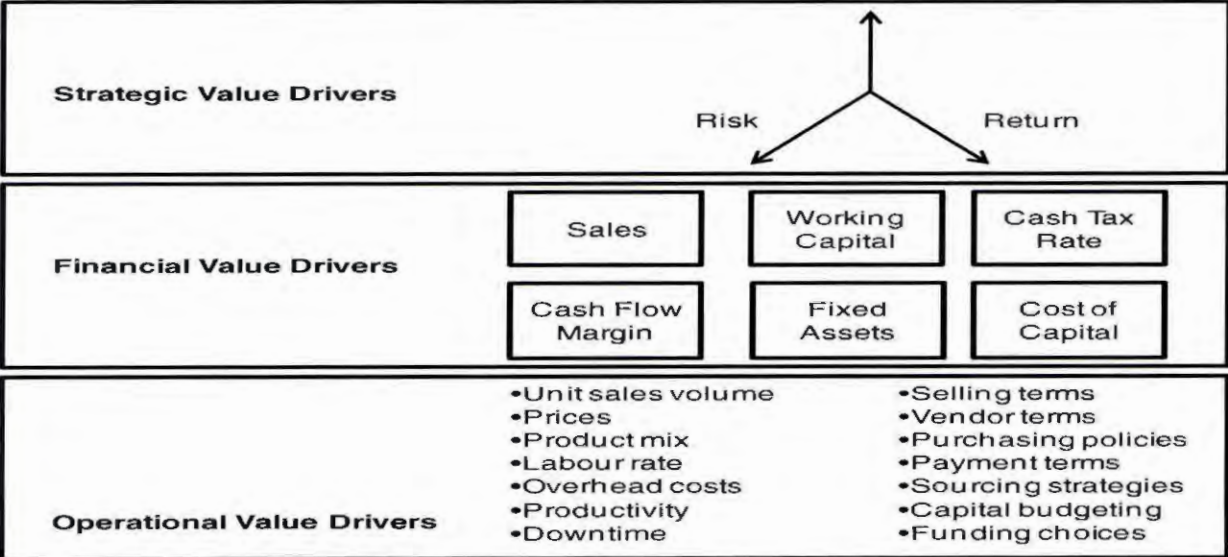 Strategic Value Drivers
Risk
Return
Financial Value Drivers
Sales
Working
Capital
Cash Tax
Rate
Cash Flow
Margin
Fixed
Assets
Cost of
Capital
Operational Value Drivers
•Unit sales volume
•Prices
•Product mix
•Labour rate
•Overhead costs
•Productivity
•Downtime
•Selling terms
•Vendor terms
•Purchasing policies
•Payment terms
•Sourcing strategies
•Capital budgeting
•Funding choices